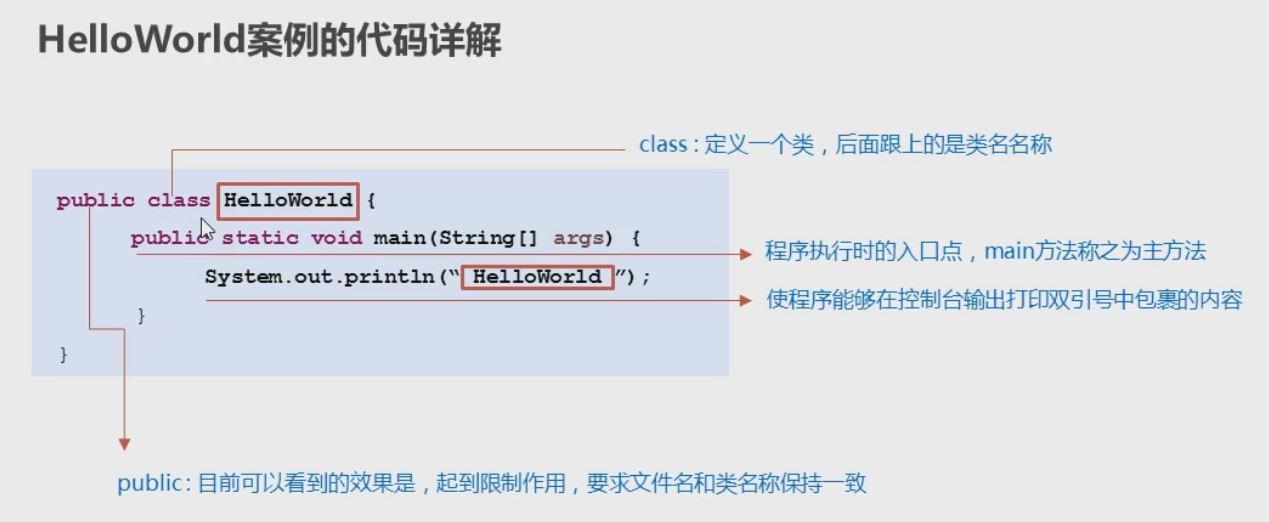 HelloWorld案例的代码详解
class : 定义一个类，后面跟上的是类名名称
public class HelloWorld {
public static void main(String[] args) {
程序执行时的入口点，main方法称之为主方法
System.out.println(“ HelloWorld ”);
使程序能够在控制台输出打印双引号中包裹的内容
}
}
public : 目前可以看到的效果是，起到限制作用，要求文件名和类名称保持一致